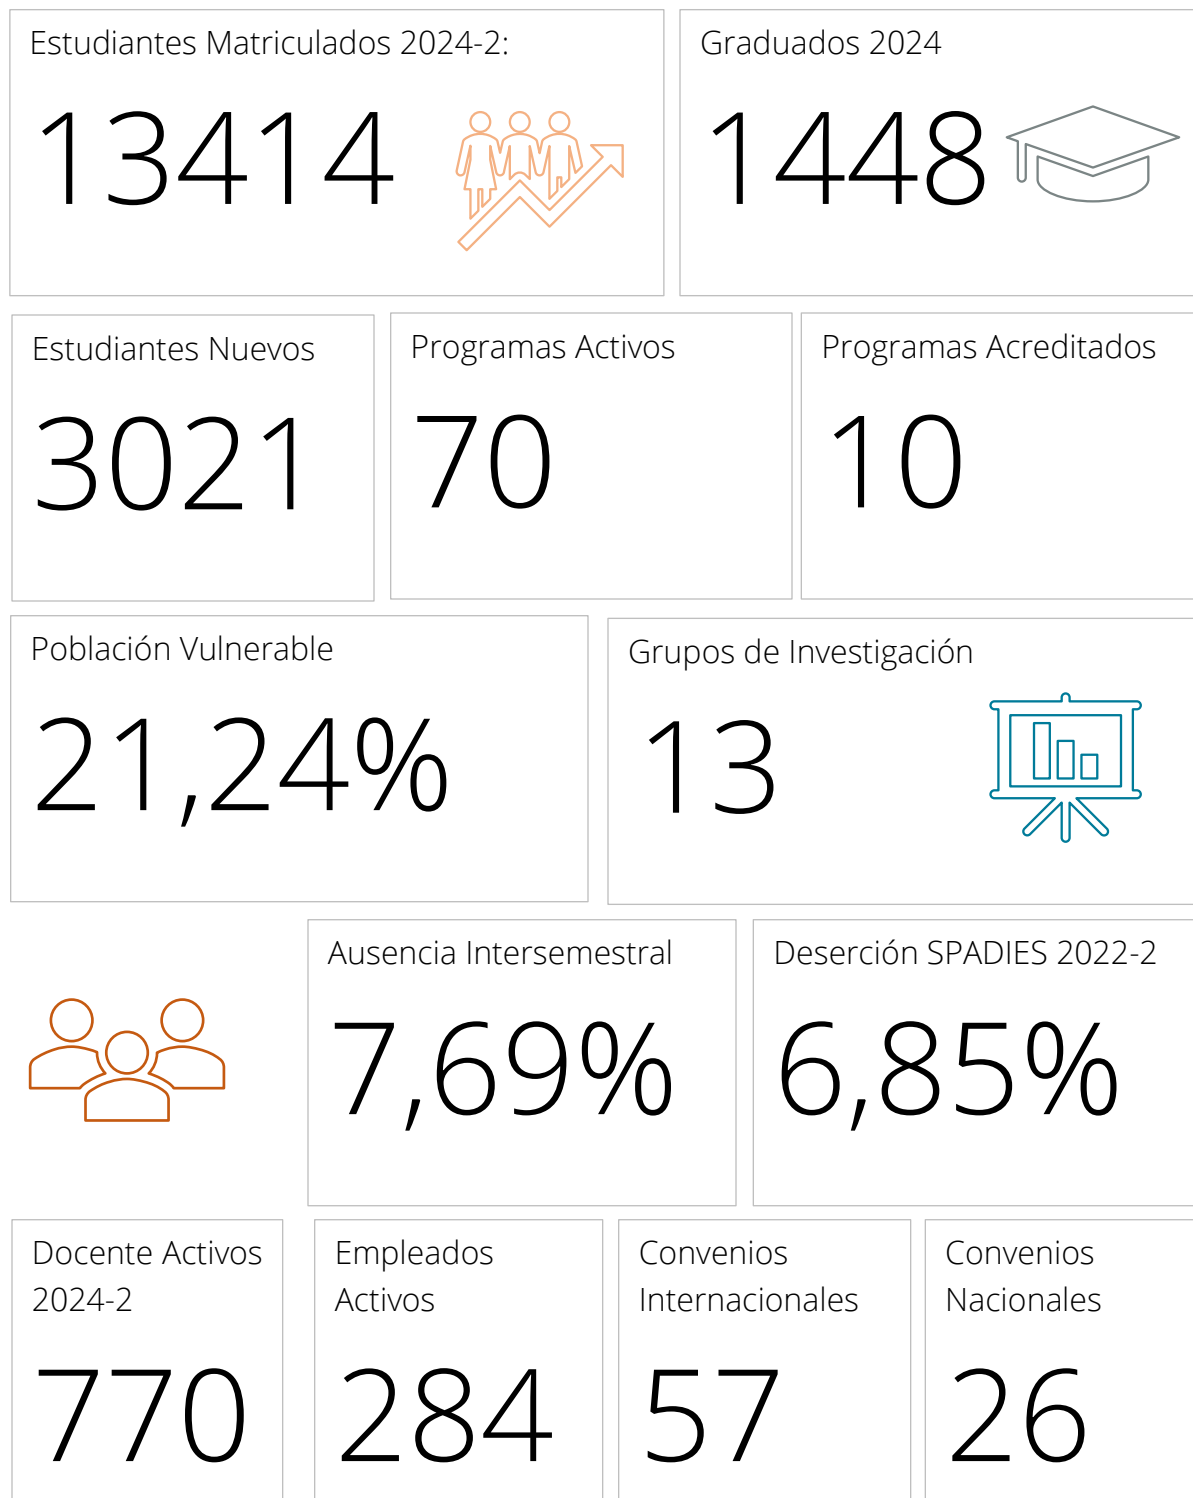 Estudiantes Matriculados 2024-2:
13414
Graduados 2024
1448
Estudiantes Nuevos
3021
Programas Activos
70
Programas Acreditados
10
Población Vulnerable
21,24%
Grupos de Investigación
13
Ausencia Intersemestral
7,69%
Deserción SPADIES 2022-2
6,85%
Docente Activos
2024-2
770
Empleados
Activos
284
Convenios
Internacionales
57
Convenios
Nacionales
26